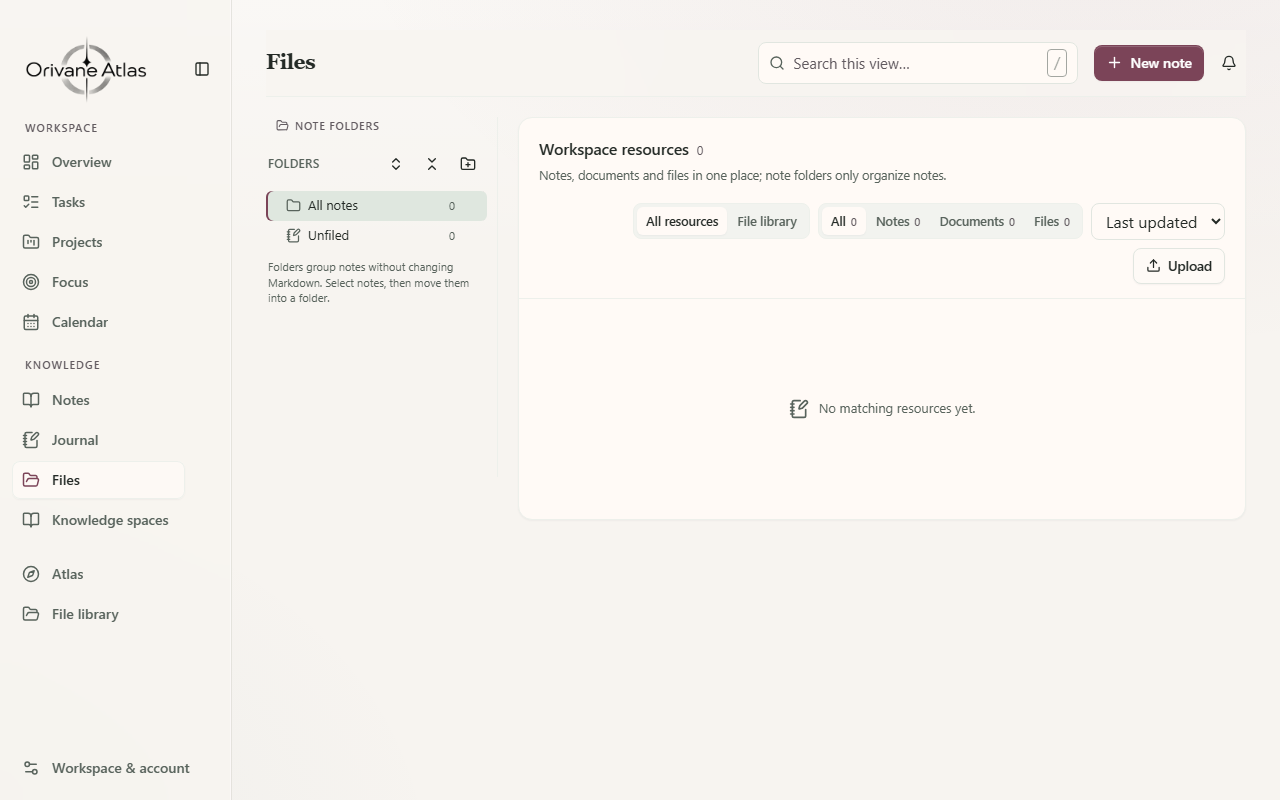 Orivane Atlas
WORKSPACE
Overview
Tasks
Projects
Focus
Calendar
KNOWLEDGE
Notes
Journal
Files
Knowledge spaces
Atlas
File library
Workspace & account
Files
Search this view...
/
New note
NOTE FOLDERS
FOLDERS
All notes 0
Unfiled 0
Folders group notes without changing
Markdown. Select notes, then move them
into a folder.
Workspace resources 0
Notes, documents and files in one place; note folders only organize notes.
All resources File library All 0 Notes 0 Documents 0 Files 0 Last updated
Upload
No matching resources yet.